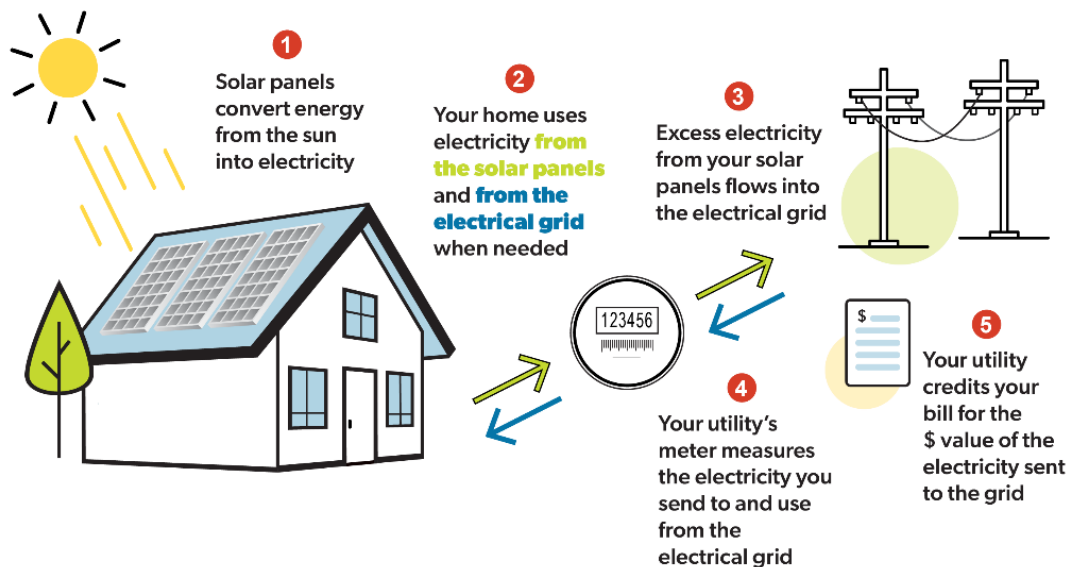 1
Solar panels
convert energy
from the sun
into electricity
2
Your home uses
electricity from
the solar panels
and from the
electrical grid
when needed
3
Excess electricity
from your solar
panels flows into
the electrical grid
123456
4
Your utility’s
meter measures
the electricity you
send to and use
from the
electrical grid
$
5
Your utility
credits your
bill for the
$ value of the
electricity sent
to the grid